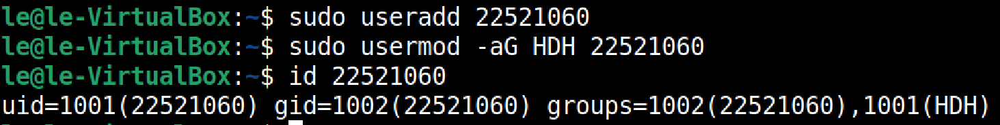 le@le-VirtualBox:~$ sudo useradd 22521060
le@le-VirtualBox:~$ sudo usermod -aG HDH 22521060
le@le-VirtualBox:~$ id 22521060
uid=1001(22521060) gid=1002(22521060) groups=1002(22521060),1001(HDH)